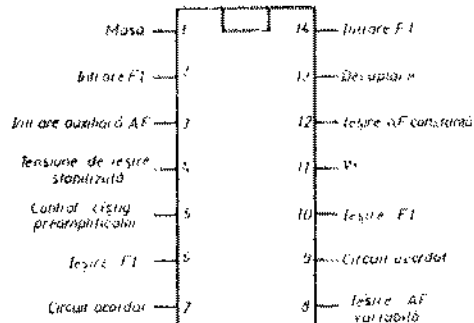 Masa 1
14 Intrare FI
Intrare FI 2
13 Decuplare
Intrare auxiliară AF 3
12 Ieșire AF constantă
Tensiune de ieșire
stabilizată
4
11 V+
Control cîștig
preamplificator
5
10 Ieșire FI
Ieșire FI 6
9 Circuit acordat
Circuit acordat 7
8 Ieșire AF
variabilă